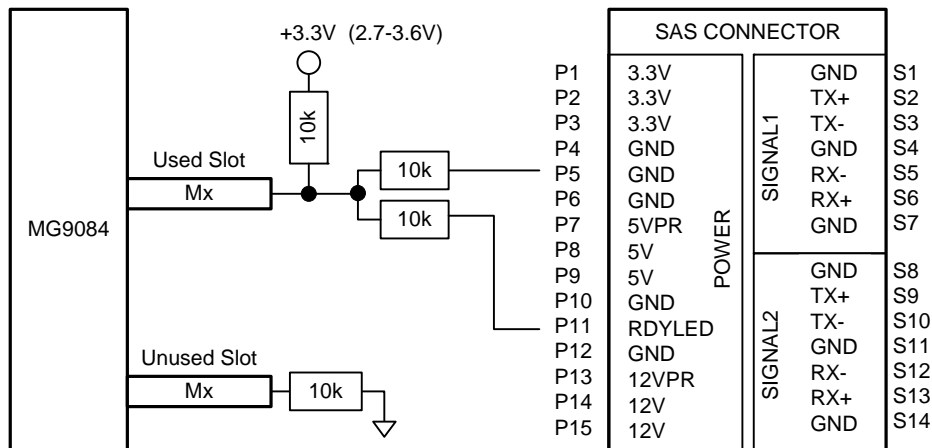 MG9084
+3.3V (2.7-3.6V)
10k
Used Slot
Mx
10k
10k
Unused Slot
Mx
10k
SAS CONNECTOR
P1 3.3V
P2 3.3V
P3 3.3V
P4 GND
P5 GND
P6 GND
P7 5VPR
P8 5V
P9 5V
P10 GND
P11 RDYLED
P12 GND
P13 12VPR
P14 12V
P15 12V
POWER
SIGNAL1
GND S1
TX+ S2
TX- S3
GND S4
RX- S5
RX+ S6
GND S7
SIGNAL2
GND S8
TX+ S9
TX- S10
GND S11
RX- S12
RX+ S13
GND S14